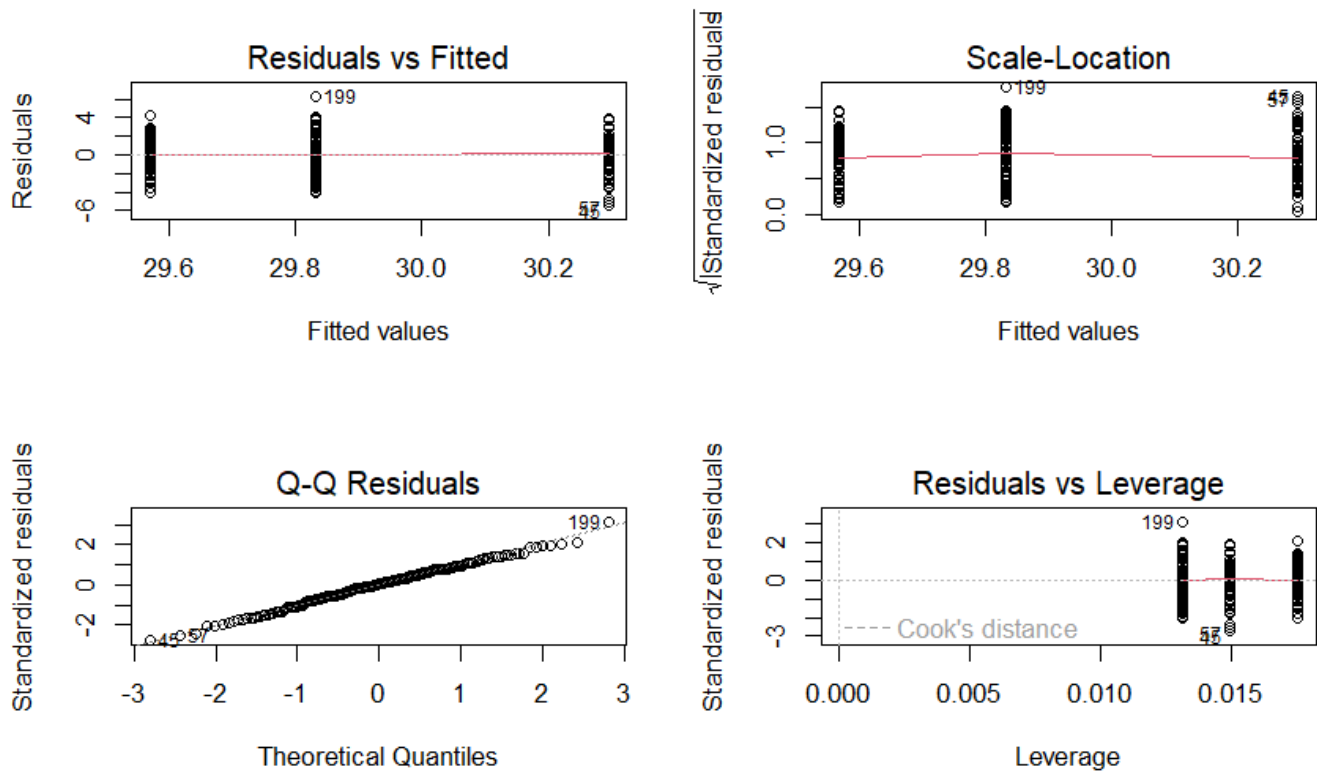 Residuals vs Fitted
Residuals
4
0
-6
199
57
45
29.6 29.8 30.0 30.2
Fitted values
Scale-Location
√|Standardized residuals
1.0
0.0
199
45
57
29.6 29.8 30.0 30.2
Fitted values
Q-Q Residuals
Standardized residuals
2
0
-2
199
45 57
-3 -2 -1 0 1 2 3
Theoretical Quantiles
Residuals vs Leverage
Standardized residuals
2
0
-3
199
57
45
Cook's distance
0.000 0.005 0.010 0.015
Leverage